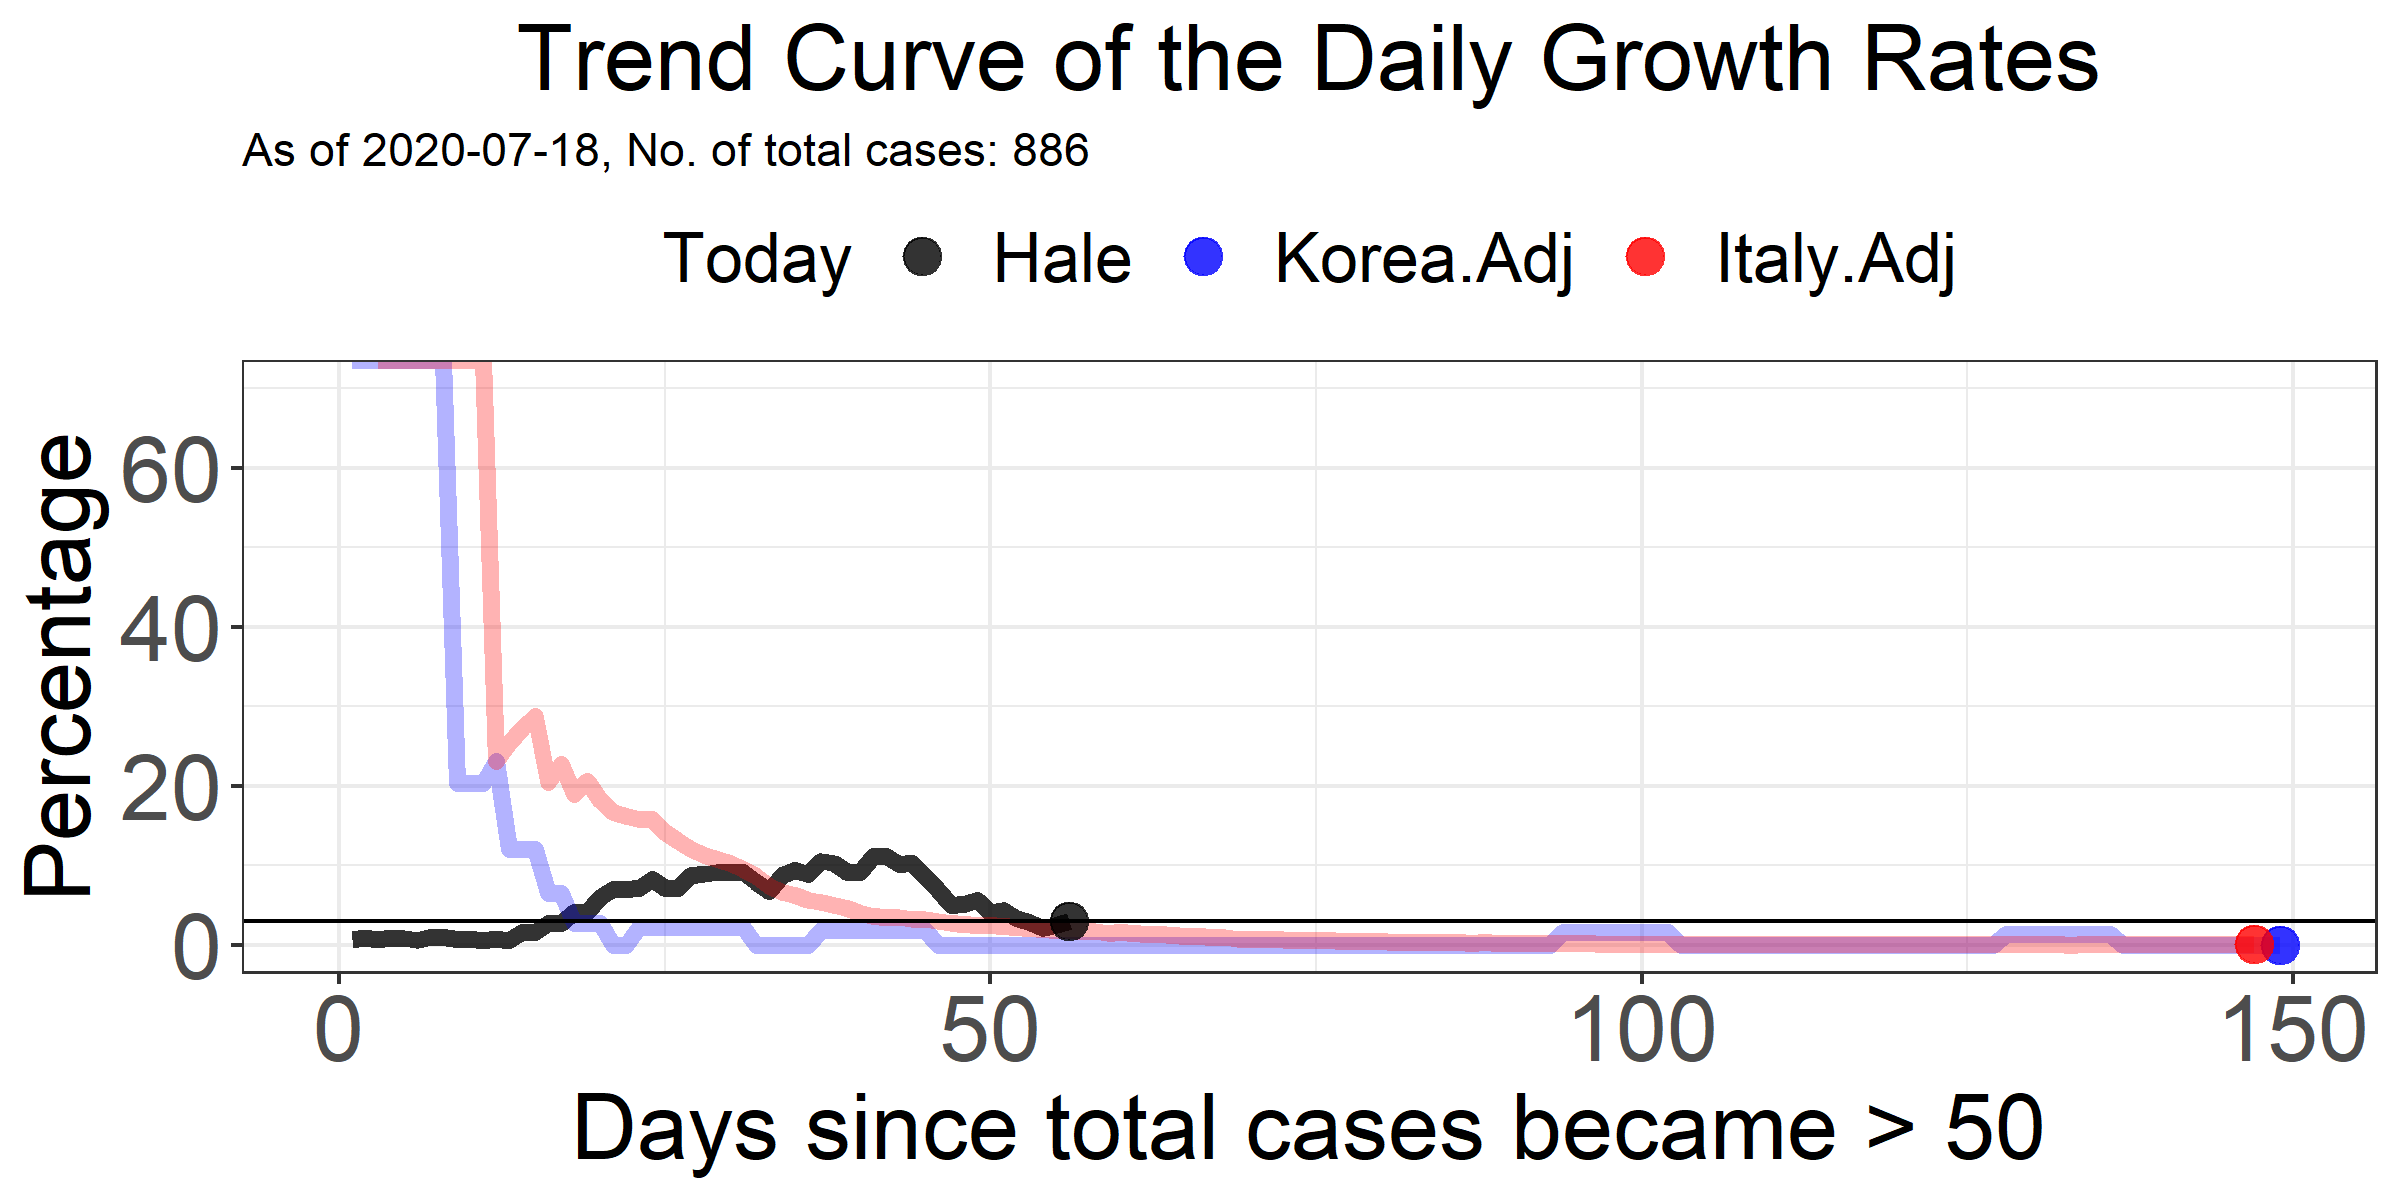 Trend Curve of the Daily Growth Rates
As of 2020-07-18, No. of total cases: 886
Today Hale Korea.Adj Italy.Adj
Percentage
60
40
20
0
0 50 100 150
Days since total cases became > 50